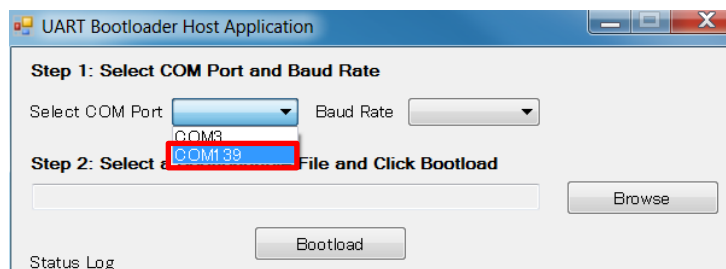 UART Bootloader Host Application
Step 1: Select COM Port and Baud Rate
Select COM Port Baud Rate
COM3
COM139
Step 2: Select a File and Click Bootload
Browse
Bootload
Status Log